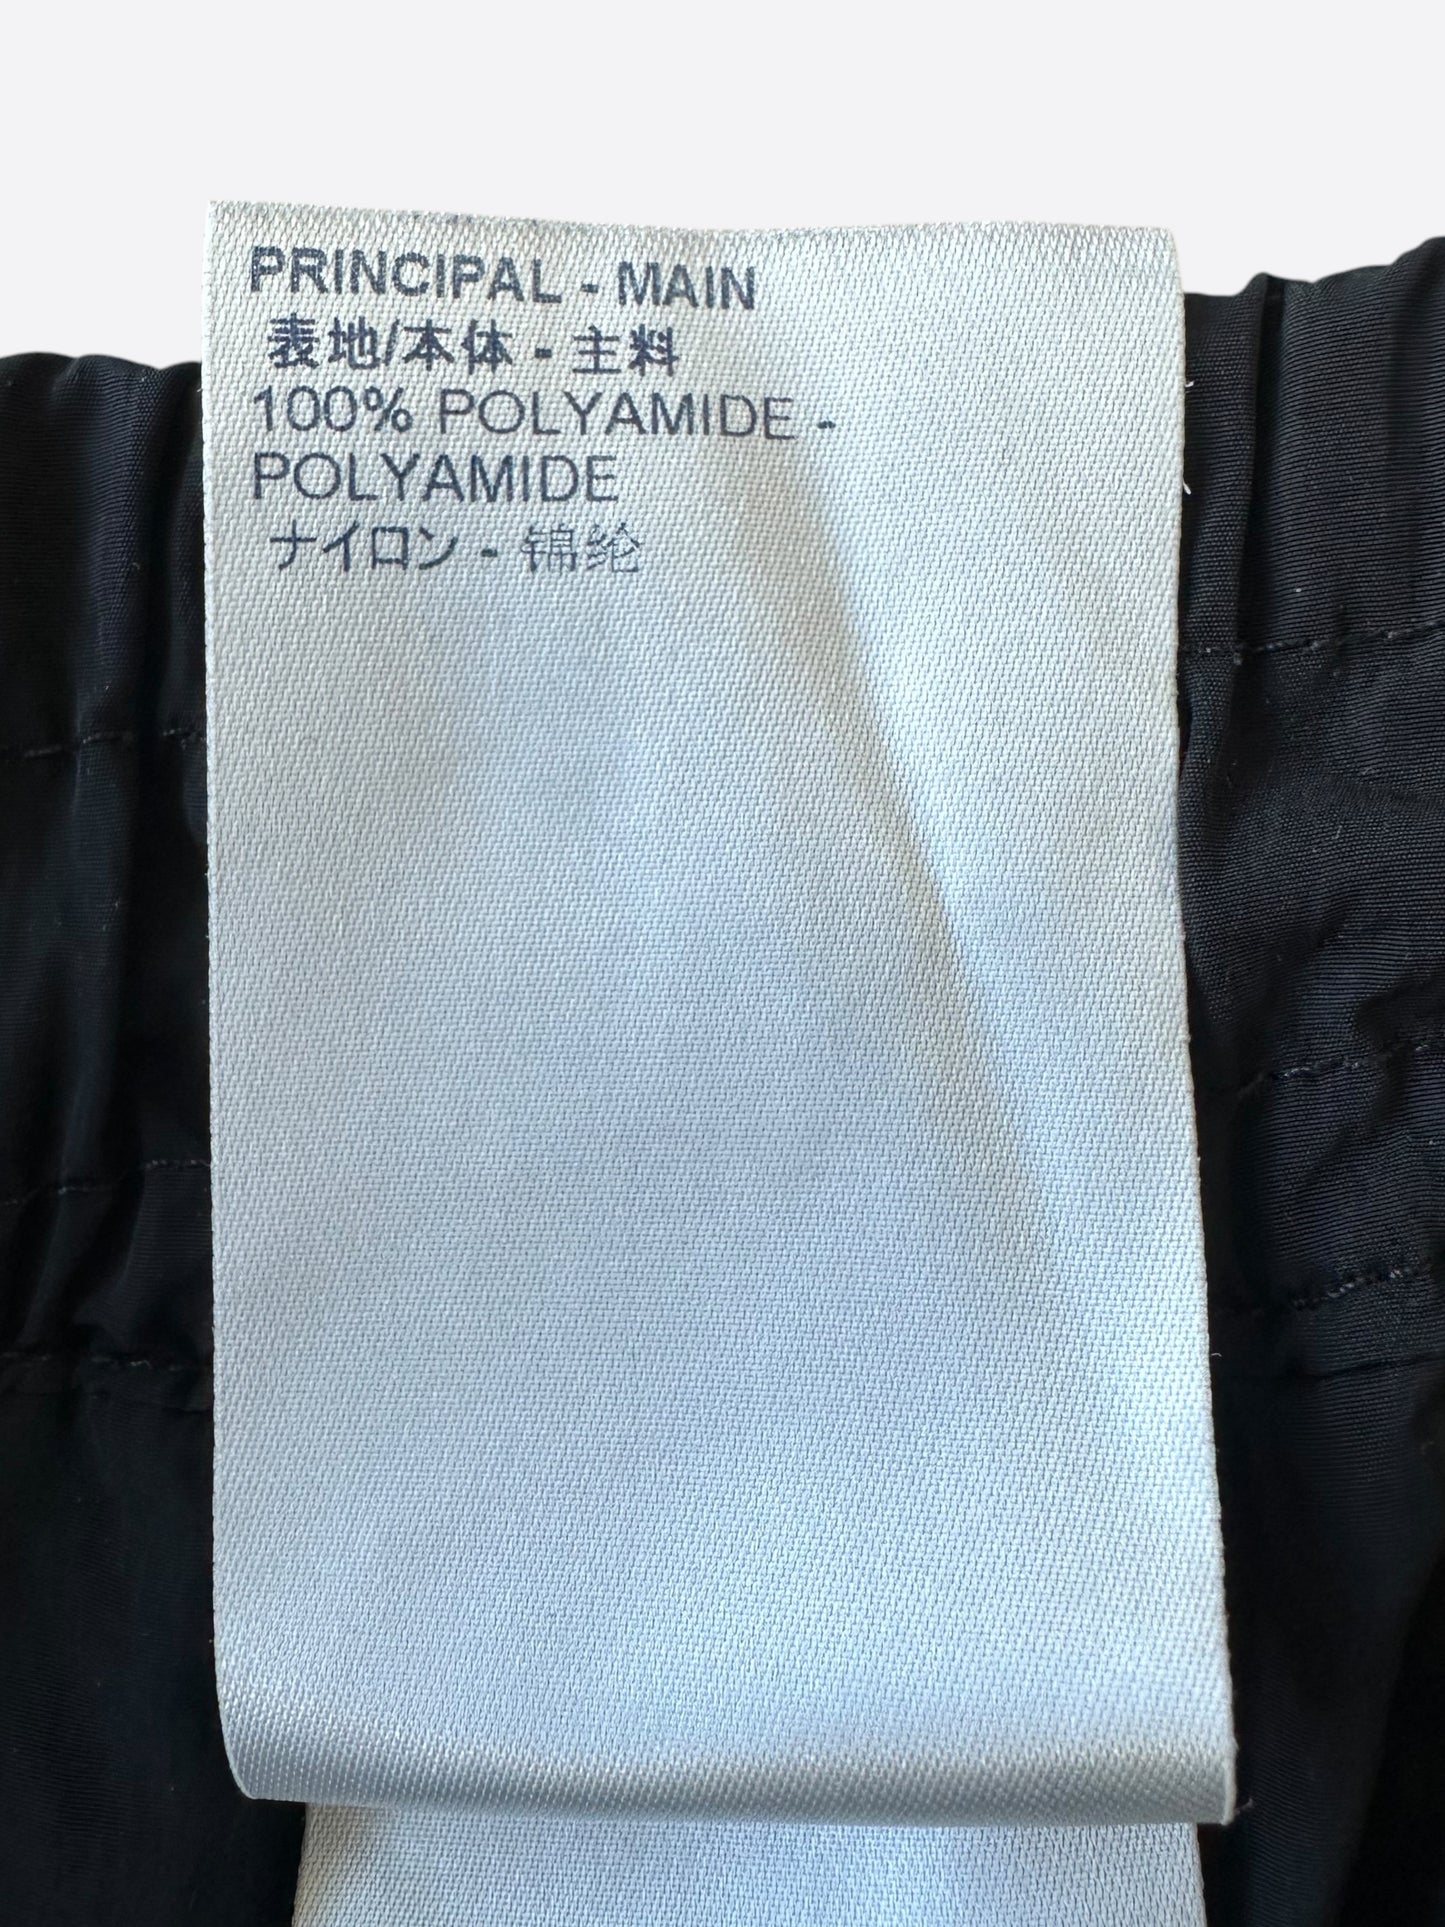 PRINCIPAL - MAIN
表地/本体 - 主料
100% POLYAMIDE -
POLYAMIDE
ナイロン - 锦纶